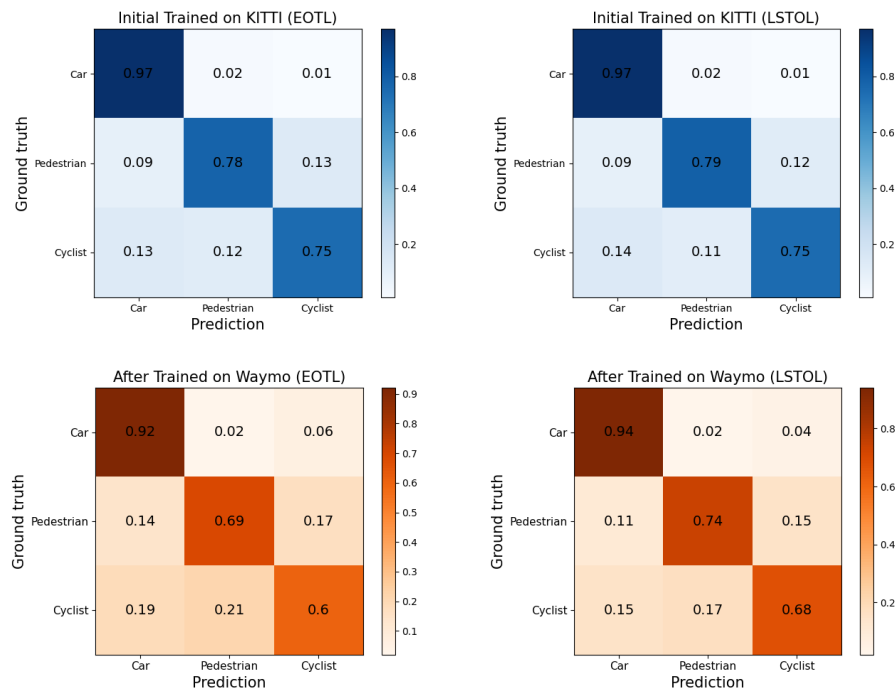 Initial Trained on KITTI (EOTL)
Ground truth
Car
0.97 0.02 0.01
Pedestrian
0.09 0.78 0.13
Cyclist
0.13 0.12 0.75
Car Pedestrian Cyclist
Prediction
0.8
0.6
0.4
0.2
Initial Trained on KITTI (LSTOL)
Ground truth
Car
0.97 0.02 0.01
Pedestrian
0.09 0.79 0.12
Cyclist
0.14 0.11 0.75
Car Pedestrian Cyclist
Prediction
0.8
0.6
0.4
0.2
After Trained on Waymo (EOTL)
Ground truth
Car
0.92 0.02 0.06
Pedestrian
0.14 0.69 0.17
Cyclist
0.19 0.21 0.6
Car Pedestrian Cyclist
Prediction
0.9
0.8
0.7
0.6
0.5
0.4
0.3
0.2
0.1
After Trained on Waymo (LSTOL)
Ground truth
Car
0.94 0.02 0.04
Pedestrian
0.11 0.74 0.15
Cyclist
0.15 0.17 0.68
Car Pedestrian Cyclist
Prediction
0.8
0.6
0.4
0.2